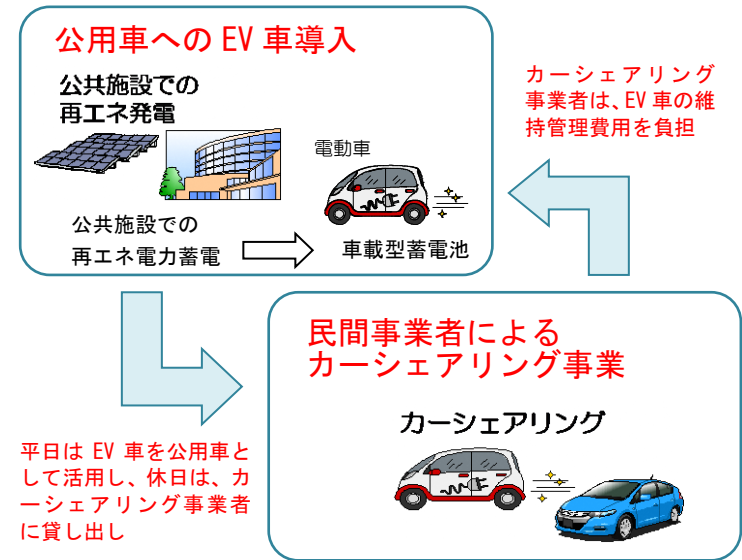 公用車への EV 車導入
公共施設での
再エネ発電
電動車
公共施設での
再エネ電力蓄電
車載型蓄電池
カーシェアリング
事業者は、EV 車の維
持管理費用を負担
民間事業者による
カーシェアリング事業
カーシェアリング
平日は EV 車を公用車と
して活用し、休日は、カ
ーシェアリング事業者
に貸し出し